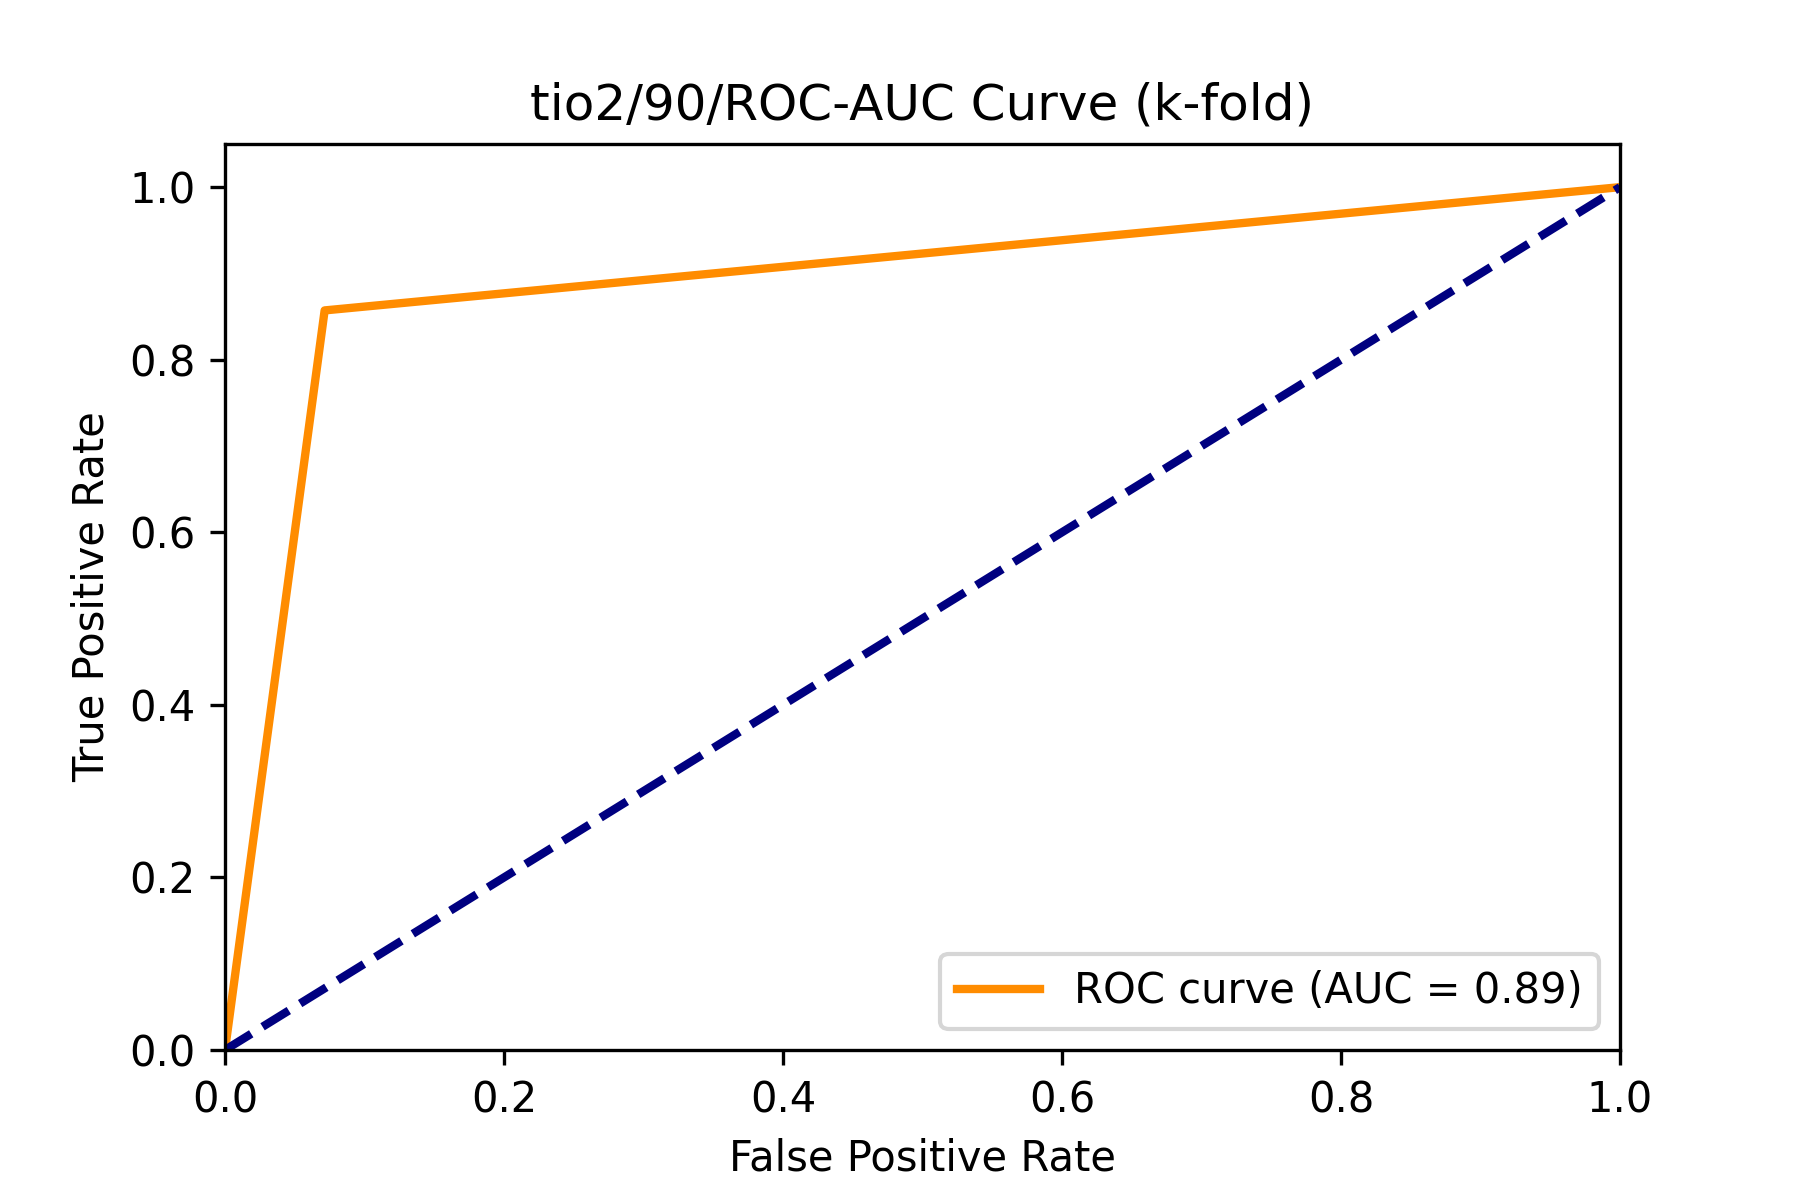 tio2/90/ROC-AUC Curve (k-fold)
1.0
0.8
0.6
0.4
0.2
0.0
True Positive Rate
ROC curve (AUC = 0.89)
0.0 0.2 0.4 0.6 0.8 1.0
False Positive Rate